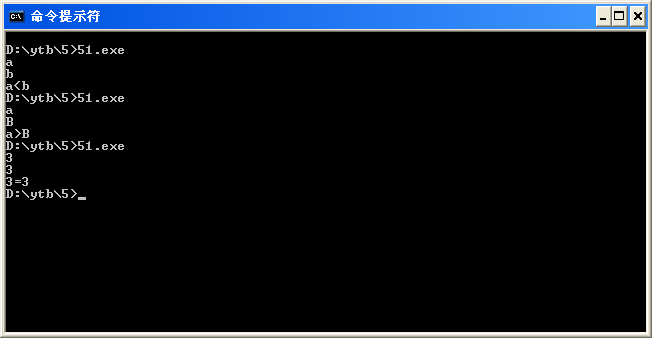 命令提示符
D:\ytb\5>51.exe
a
b
a<b
D:\ytb\5>51.exe
a
B
a>B
D:\ytb\5>51.exe
3
3
3=3
D:\ytb\5>_